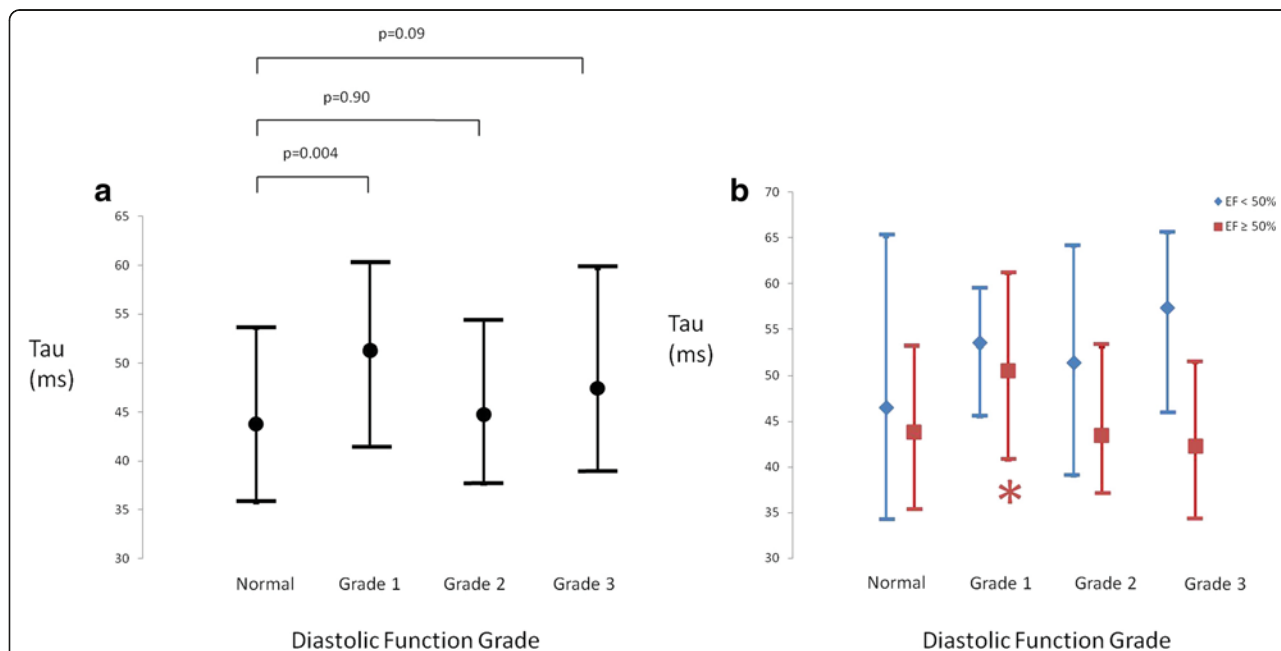 p=0.09
p=0.90
p=0.004
a
65
60
55
50
45
40
35
30
Tau
(ms)
Normal Grade 1 Grade 2 Grade 3
Diastolic Function Grade
b
70
65
60
55
50
45
40
35
30
Tau
(ms)
EF < 50%
EF ≥ 50%
*
Normal Grade 1 Grade 2 Grade 3
Diastolic Function Grade